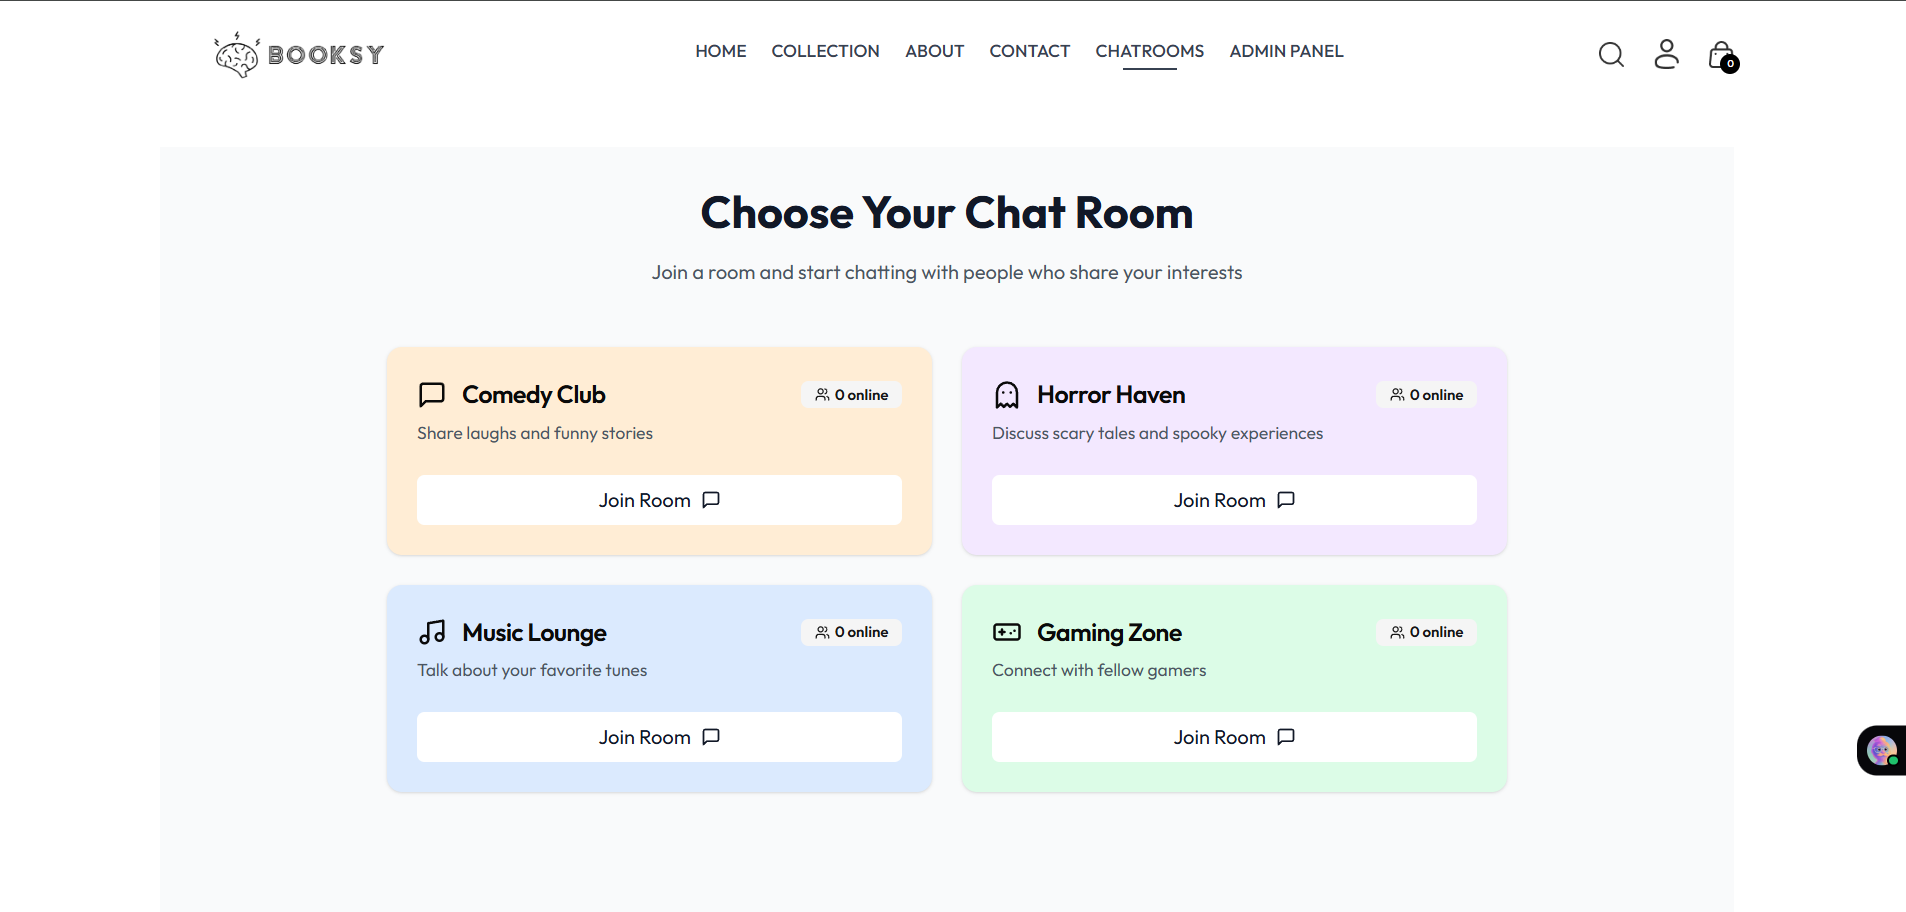 BOOKSY
HOME COLLECTION ABOUT CONTACT CHATROOMS ADMIN PANEL
0
Choose Your Chat Room
Join a room and start chatting with people who share your interests
Comedy Club
0 online
Share laughs and funny stories
Join Room
Horror Haven
0 online
Discuss scary tales and spooky experiences
Join Room
Music Lounge
0 online
Talk about your favorite tunes
Join Room
Gaming Zone
0 online
Connect with fellow gamers
Join Room